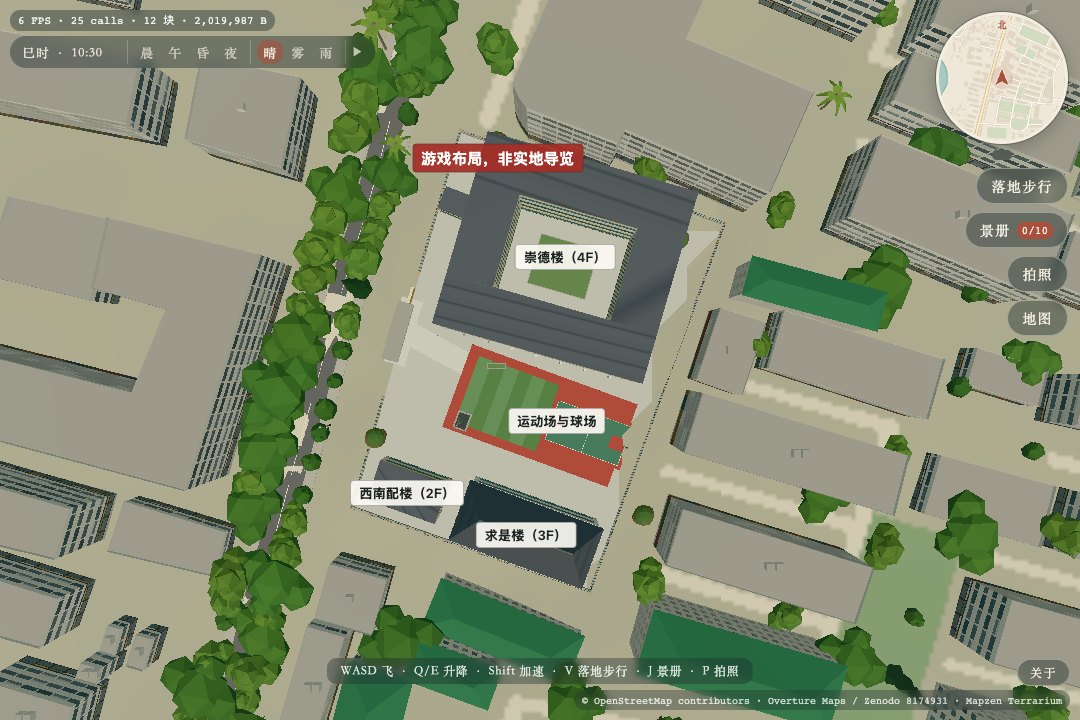 6 FPS · 25 calls · 12 块 · 2,019,987 B
巳时 · 10:30 晨 午 昏 夜 晴 雾 雨
北
游戏布局，非实地导览
落地步行
景册 0/10
崇德楼（4F）
拍照
地图
运动场与球场
西南配楼（2F）
求是楼（3F）
WASD 飞 · Q/E 升降 · Shift 加速 · V 落地步行 · J 景册 · P 拍照
关于
© OpenStreetMap contributors · Overture Maps / Zenodo 8174931 · Mapzen Terrarium